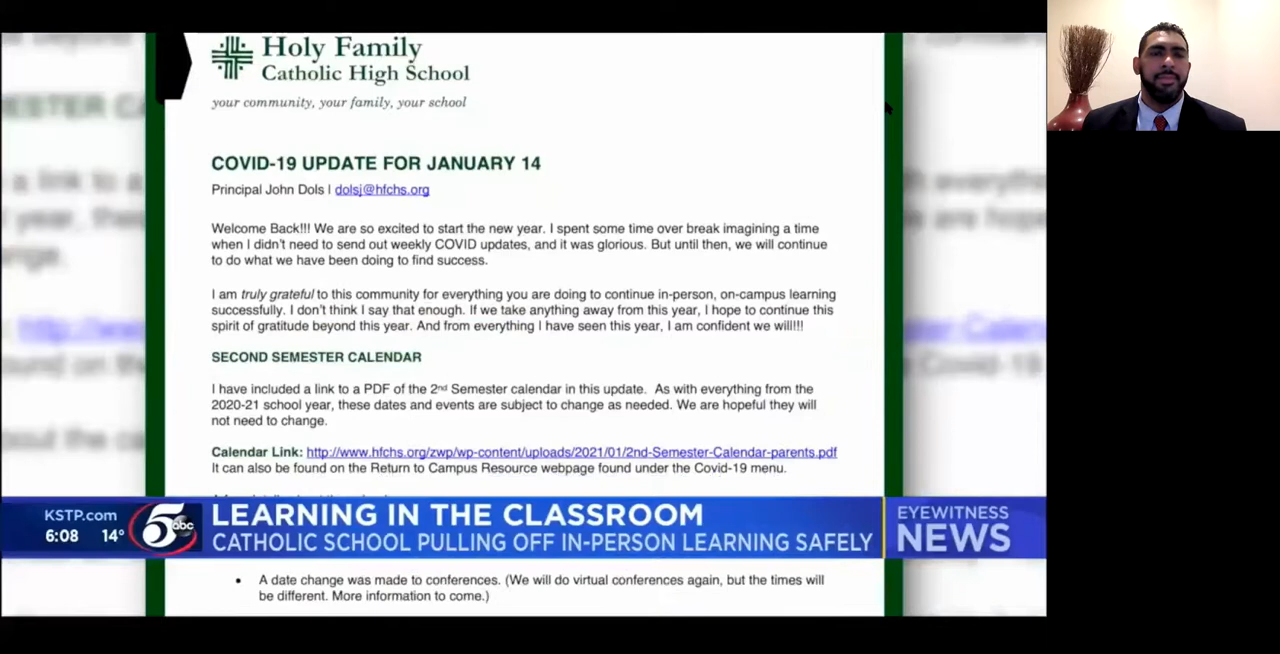 Holy Family
Catholic High School
your community, your family, your school
COVID-19 UPDATE FOR JANUARY 14
Principal John Dols | dolsj@hfchs.org
Welcome Back!!! We are so excited to start the new year. I spent some time over break imagining a time
when I didn't need to send out weekly COVID updates, and it was glorious. But until then, we will continue
to do what we have been doing to find success.
I am truly grateful to this community for everything you are doing to continue in-person, on-campus learning
successfully. I don't think I say that enough. If we take anything away from this year, I hope to continue this
spirit of gratitude beyond this year. And from everything I have seen this year, I am confident we will!!!
SECOND SEMESTER CALENDAR
I have included a link to a PDF of the 2nd Semester calendar in this update. As with everything from the
2020-21 school year, these dates and events are subject to change as needed. We are hopeful they will
not need to change.
Calendar Link: http://www.hfchs.org/zwp/wp-content/uploads/2021/01/2nd-Semester-Calendar-parents.pdf
It can also be found on the Return to Campus Resource webpage found under the Covid-19 menu.
KSTP.com
6:08 14°
5 abc
LEARNING IN THE CLASSROOM
CATHOLIC SCHOOL PULLING OFF IN-PERSON LEARNING SAFELY
EYEWITNESS
NEWS
• A date change was made to conferences. (We will do virtual conferences again, but the times will
be different. More information to come.)